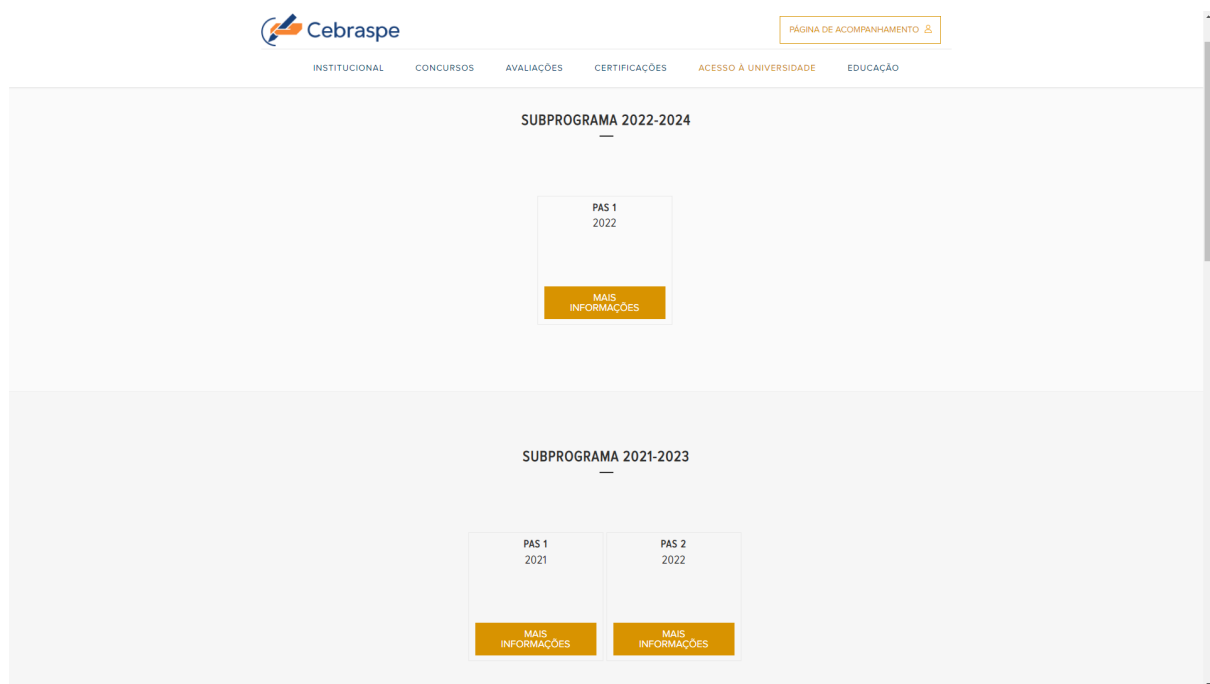 Cebraspe
PÁGINA DE ACOMPANHAMENTO
INSTITUCIONAL CONCURSOS AVALIAÇÕES CERTIFICAÇÕES ACESSO À UNIVERSIDADE EDUCAÇÃO
SUBPROGRAMA 2022-2024
PAS 1
2022
MAIS
INFORMAÇÕES
SUBPROGRAMA 2021-2023
PAS 1
2021
MAIS
INFORMAÇÕES
PAS 2
2022
MAIS
INFORMAÇÕES